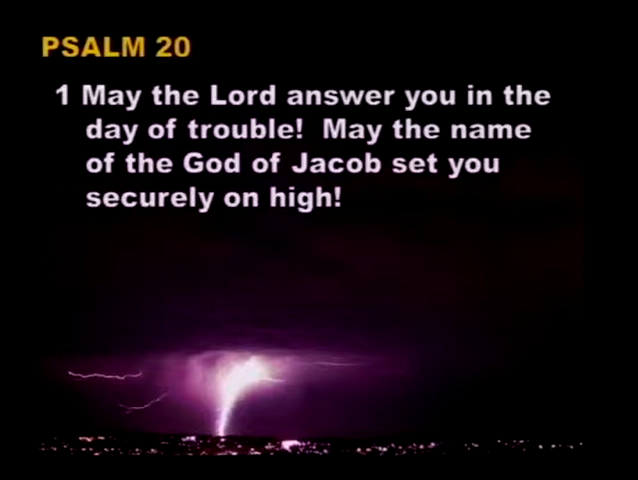 PSALM 20
1 May the Lord answer you in the
day of trouble! May the name
of the God of Jacob set you
securely on high!